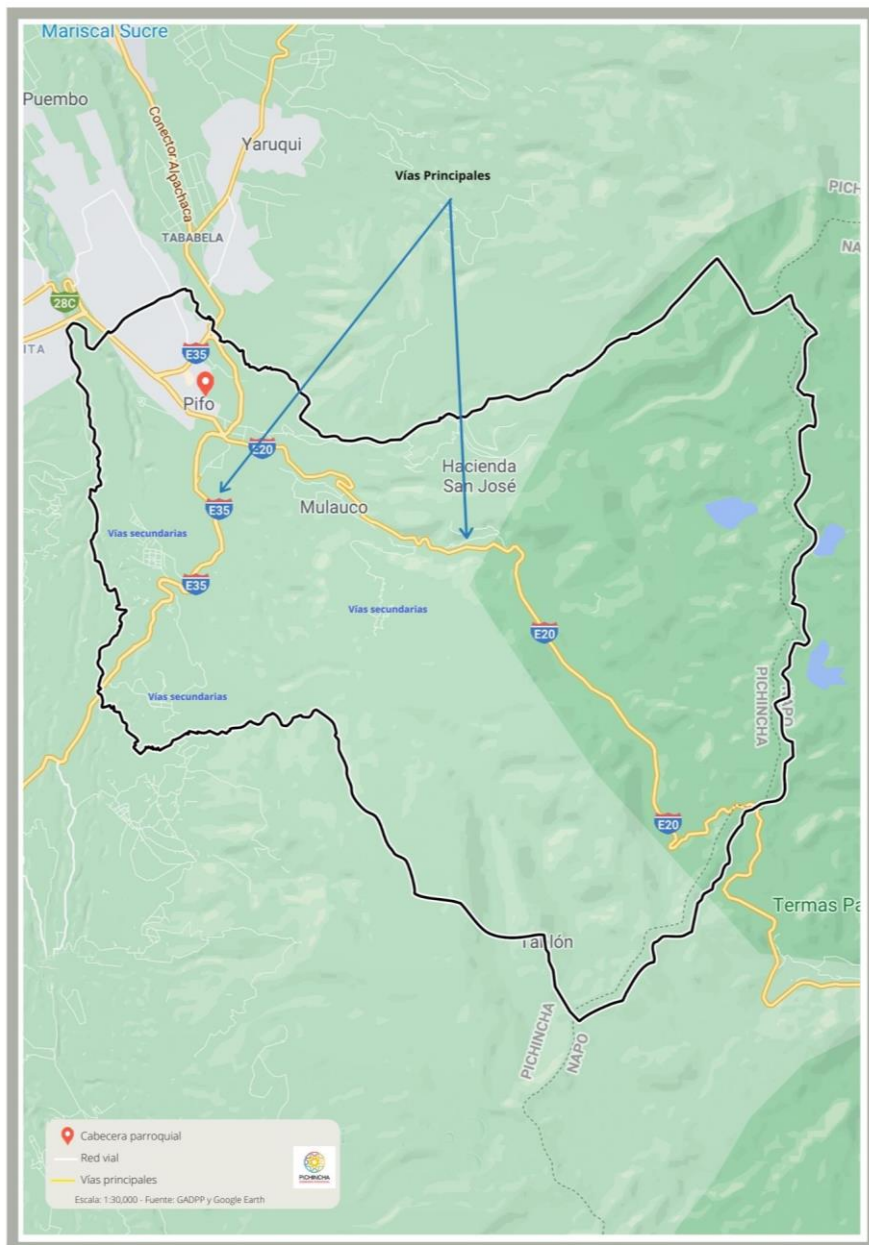 Mariscal Sucre
Puembo
Conector Alpachaca
Yaruqui
Vías Principales
TABABELA
PICH
NA
28C
ITA
E35
Pifo
E20
Hacienda
San José
Mulauco
E35
Vías secundarias
E35
Vías secundarias
E20
Vías secundarias
PICHINCHA
NAPO
E20
Termas Pa
PICHINCHA
NAPO
Cabecera parroquial
Red vial
Vías principales
PICHINCHA
Escala: 1:30,000 - Fuente: GADPP y Google Earth